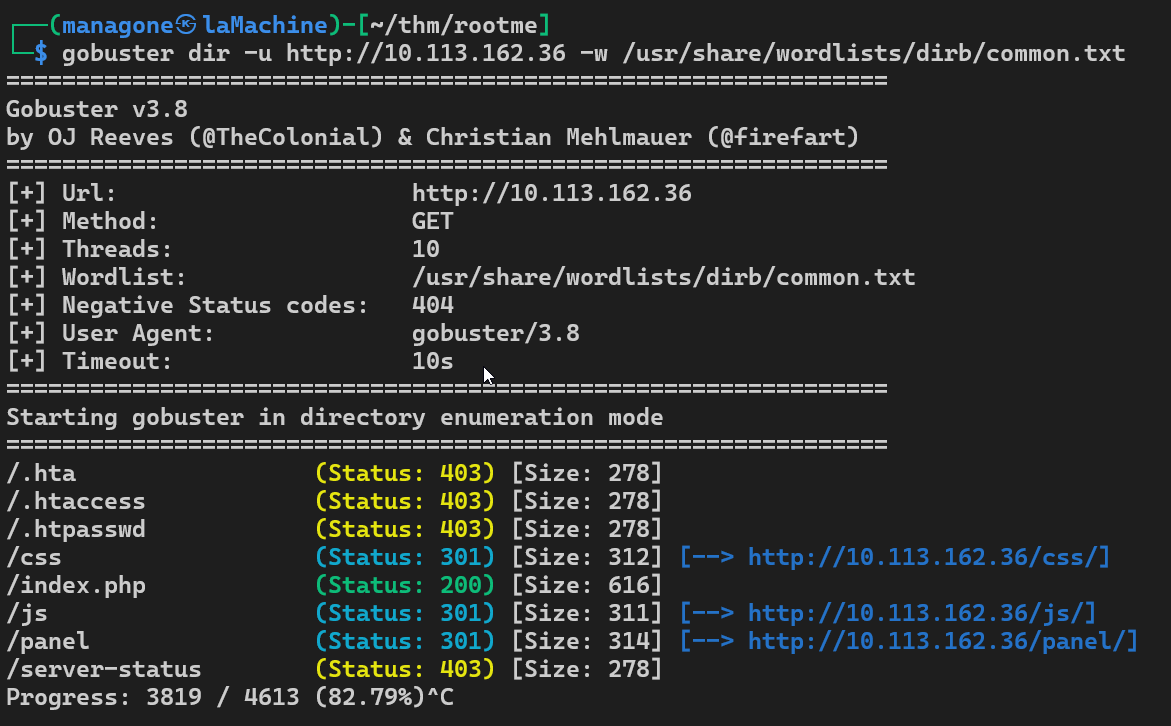 ┌──(managone㉿laMachine)-[~/thm/rootme]
└─$ gobuster dir -u http://10.113.162.36 -w /usr/share/wordlists/dirb/common.txt
===============================================================
Gobuster v3.8
by OJ Reeves (@TheColonial) & Christian Mehlmauer (@firefart)
===============================================================
[+] Url:                     http://10.113.162.36
[+] Method:                  GET
[+] Threads:                 10
[+] Wordlist:                /usr/share/wordlists/dirb/common.txt
[+] Negative Status codes:   404
[+] User Agent:              gobuster/3.8
[+] Timeout:                 10s
===============================================================
Starting gobuster in directory enumeration mode
===============================================================
/.hta                 (Status: 403) [Size: 278]
/.htaccess            (Status: 403) [Size: 278]
/.htpasswd            (Status: 403) [Size: 278]
/css                  (Status: 301) [Size: 312] [--> http://10.113.162.36/css/]
/index.php            (Status: 200) [Size: 616]
/js                   (Status: 301) [Size: 311] [--> http://10.113.162.36/js/]
/panel                (Status: 301) [Size: 314] [--> http://10.113.162.36/panel/]
/server-status        (Status: 403) [Size: 278]
Progress: 3819 / 4613 (82.79%)^C